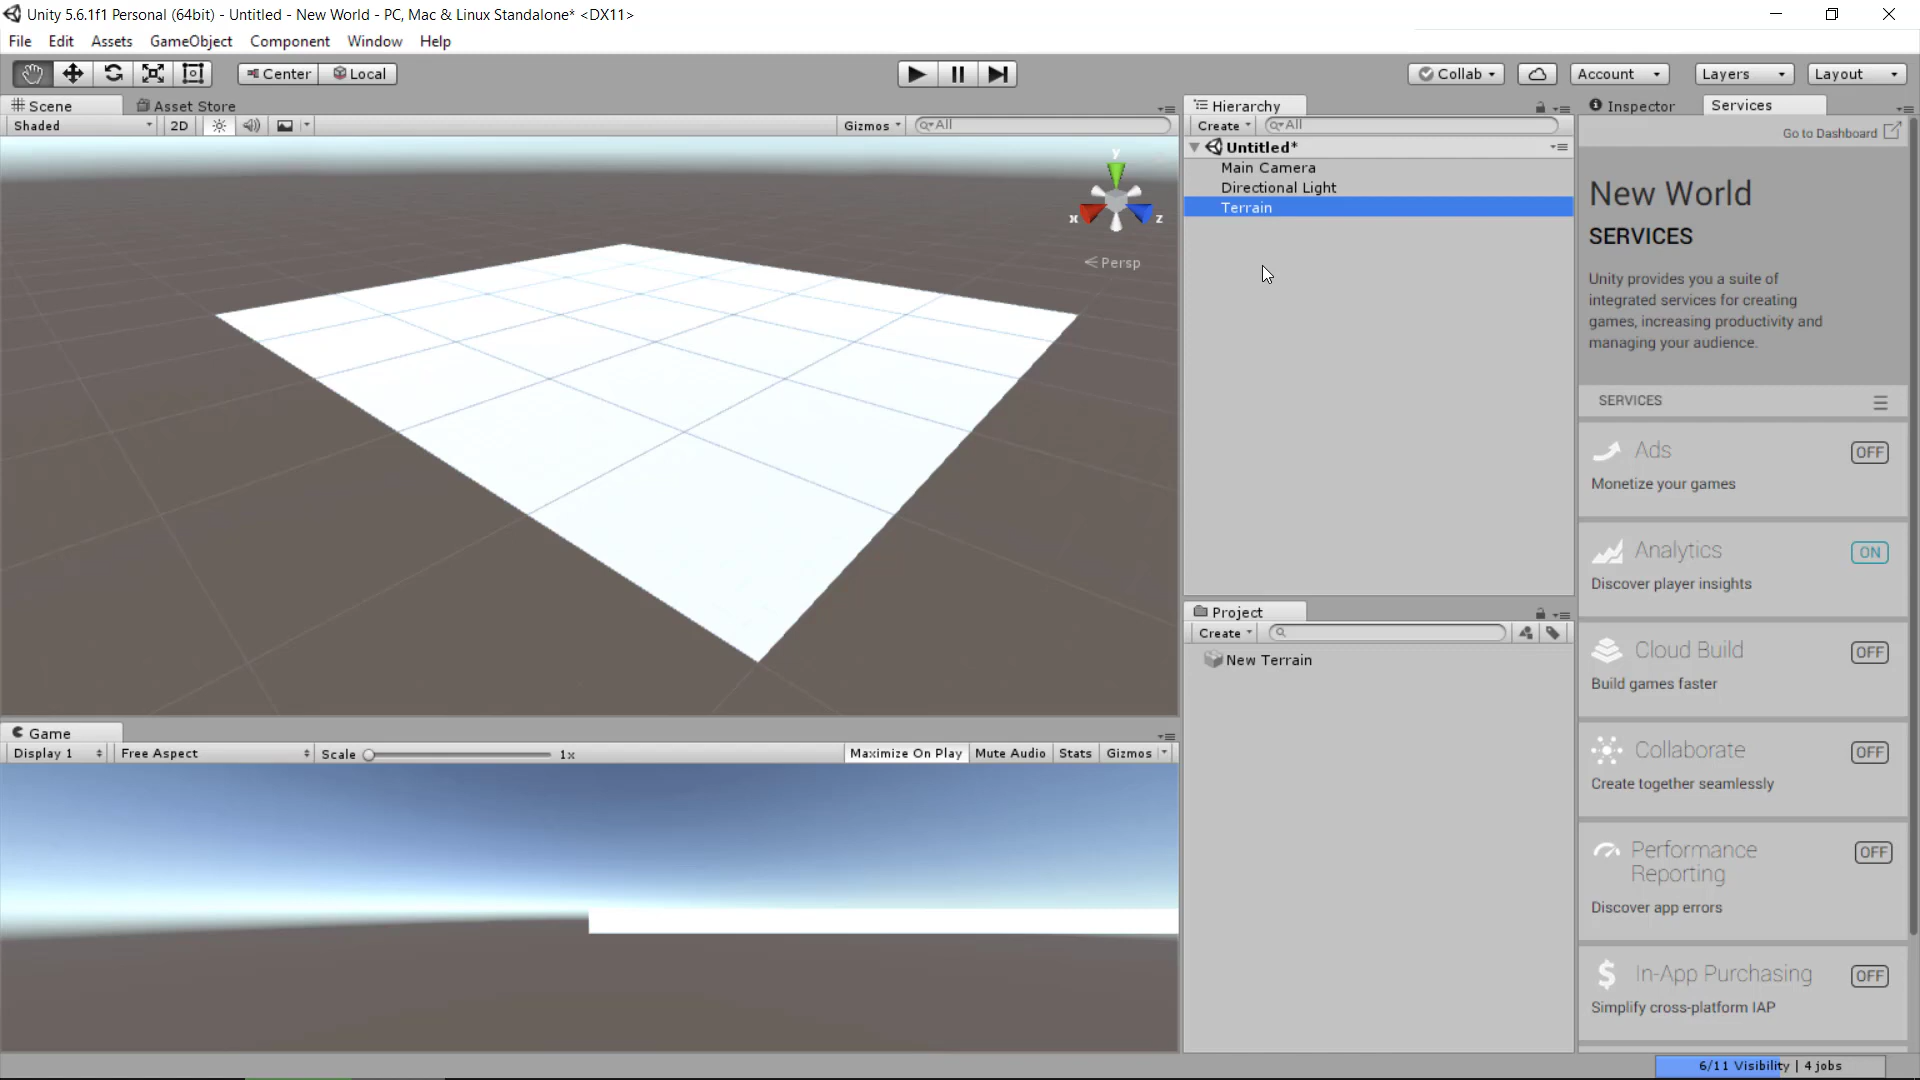 Unity 5.6.1f1 Personal (64bit) - Untitled - New World - PC, Mac & Linux Standalone* <DX11>
File Edit Assets GameObject Component Window Help
Center Local Collab Account Layers Layout
Scene Asset Store
Shaded 2D Gizmos All
y
x z
Persp
Game
Display 1 Free Aspect Scale 1x Maximize On Play Mute Audio Stats Gizmos
Hierarchy
Create All
Untitled*
Main Camera
Directional Light
Terrain
Project
Create
New Terrain
Inspector Services
Go to Dashboard
New World
SERVICES
Unity provides you a suite of
integrated services for creating
games, increasing productivity and
managing your audience.
SERVICES
Ads OFF
Monetize your games
Analytics ON
Discover player insights
Cloud Build OFF
Build games faster
Collaborate OFF
Create together seamlessly
Performance OFF
Reporting
Discover app errors
In-App Purchasing OFF
Simplify cross-platform IAP
6/11 Visibility | 4 jobs